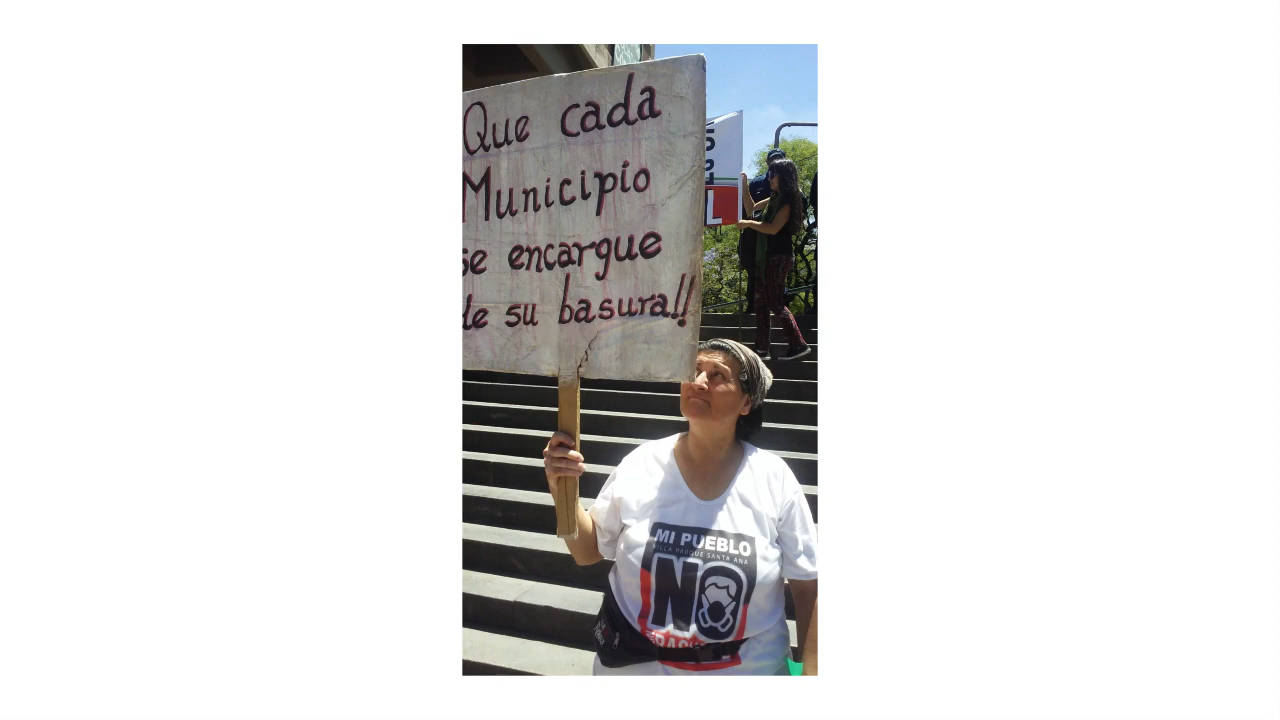 Que cada
Municipio
se encargue
de su basura!!
MI PUEBLO
VILLA PARQUE SANTA ANA
NO